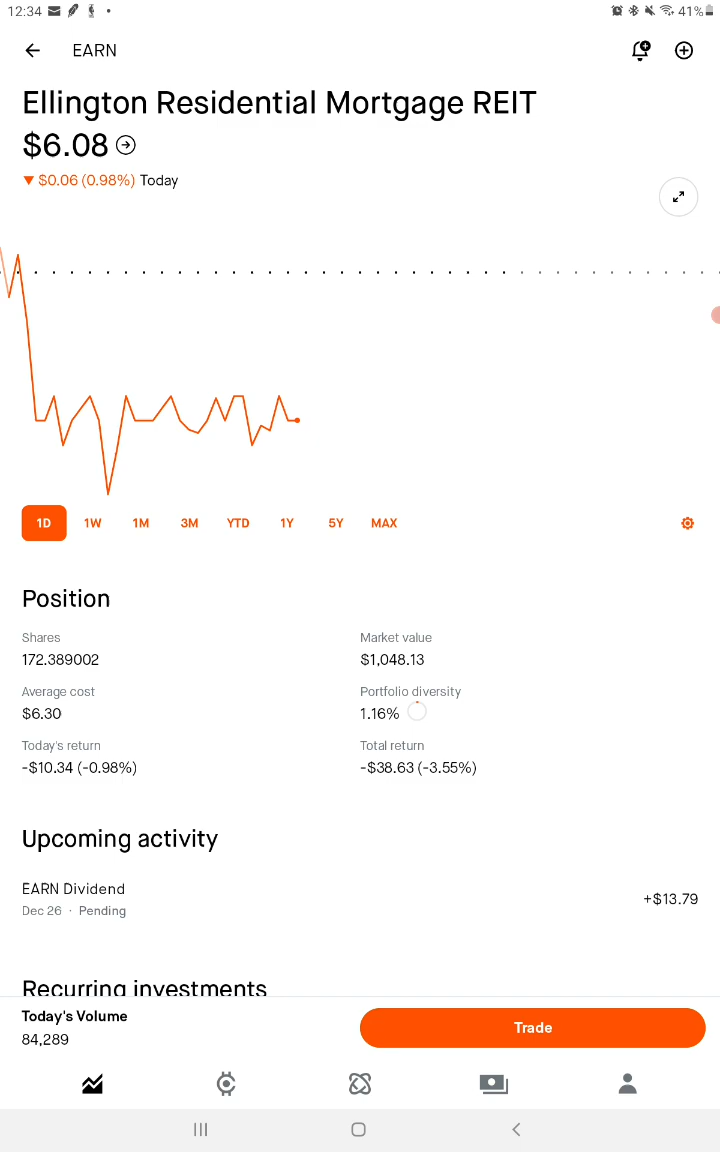 12:34
41%
EARN
Ellington Residential Mortgage REIT
$6.08
▼ $0.06 (0.98%) Today
1D 1W 1M 3M YTD 1Y 5Y MAX
Position
Shares
172.389002
Market value
$1,048.13
Average cost
$6.30
Portfolio diversity
1.16%
Today's return
-$10.34 (-0.98%)
Total return
-$38.63 (-3.55%)
Upcoming activity
EARN Dividend
Dec 26 · Pending
+$13.79
Recurring investments
Today's Volume
84,289
Trade